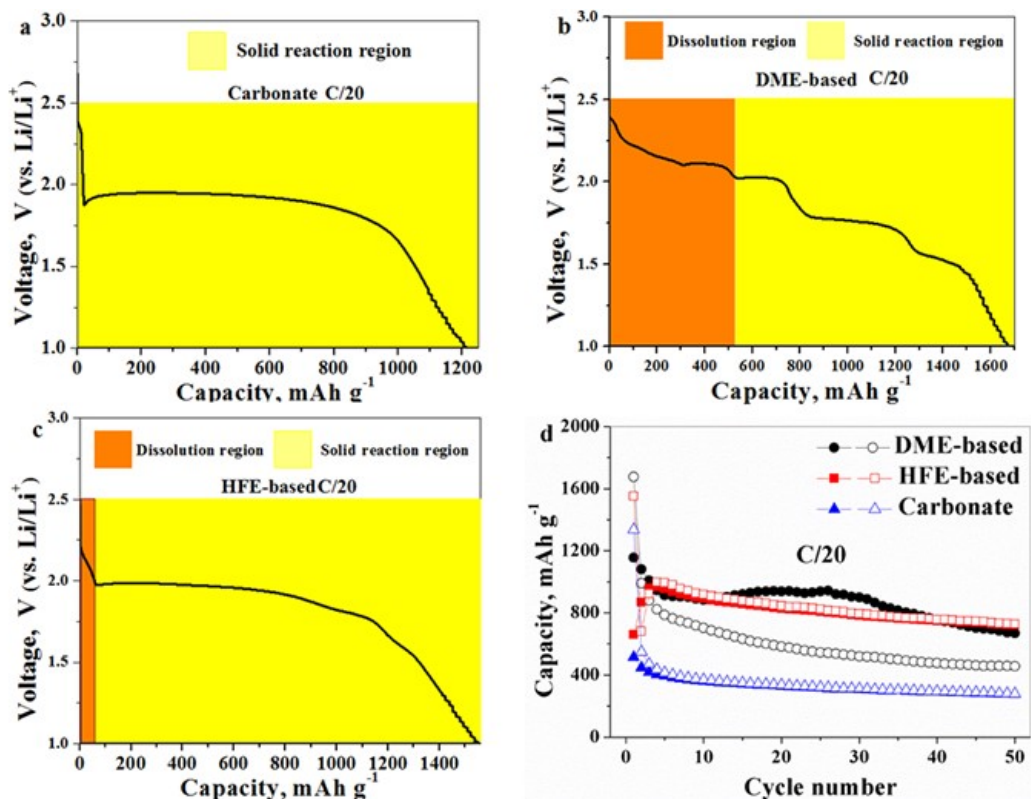 a
Solid reaction region
Carbonate C/20
3.0
2.5
2.0
1.5
1.0
Voltage, V (vs. Li/Li⁺)
0 200 400 600 800 1000 1200
Capacity, mAh g⁻¹
b
Dissolution region Solid reaction region
DME-based C/20
3.0
2.5
2.0
1.5
1.0
Voltage, V (vs. Li/Li⁺)
0 200 400 600 800 1000 1200 1400 1600
Capacity, mAh g⁻¹
c
Dissolution region Solid reaction region
HFE-based C/20
3.0
2.5
2.0
1.5
1.0
Voltage, V (vs. Li/Li⁺)
0 200 400 600 800 1000 1200 1400
Capacity, mAh g⁻¹
d
DME-based
HFE-based
Carbonate
C/20
2000
1600
1200
800
400
0
Capacity, mAh g⁻¹
0 10 20 30 40 50
Cycle number